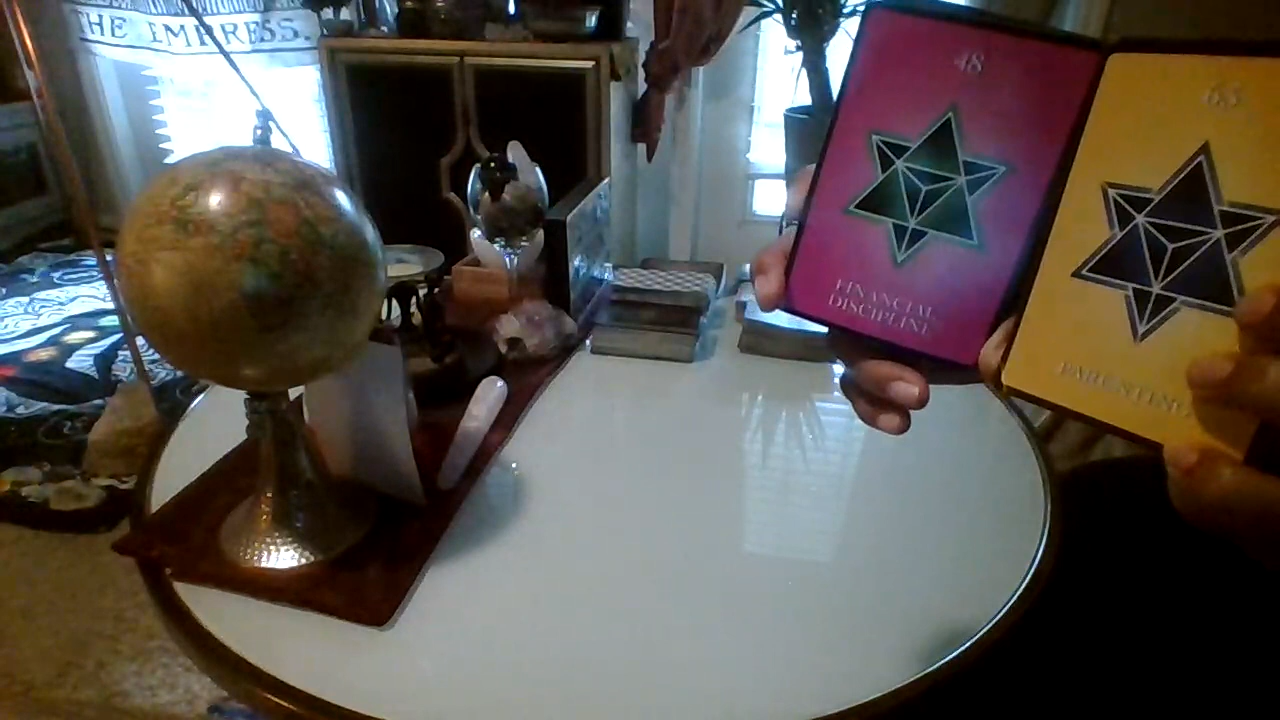 THE EMPRESS.
48
FINANCIAL
DISCIPLINE
65
PARENTING